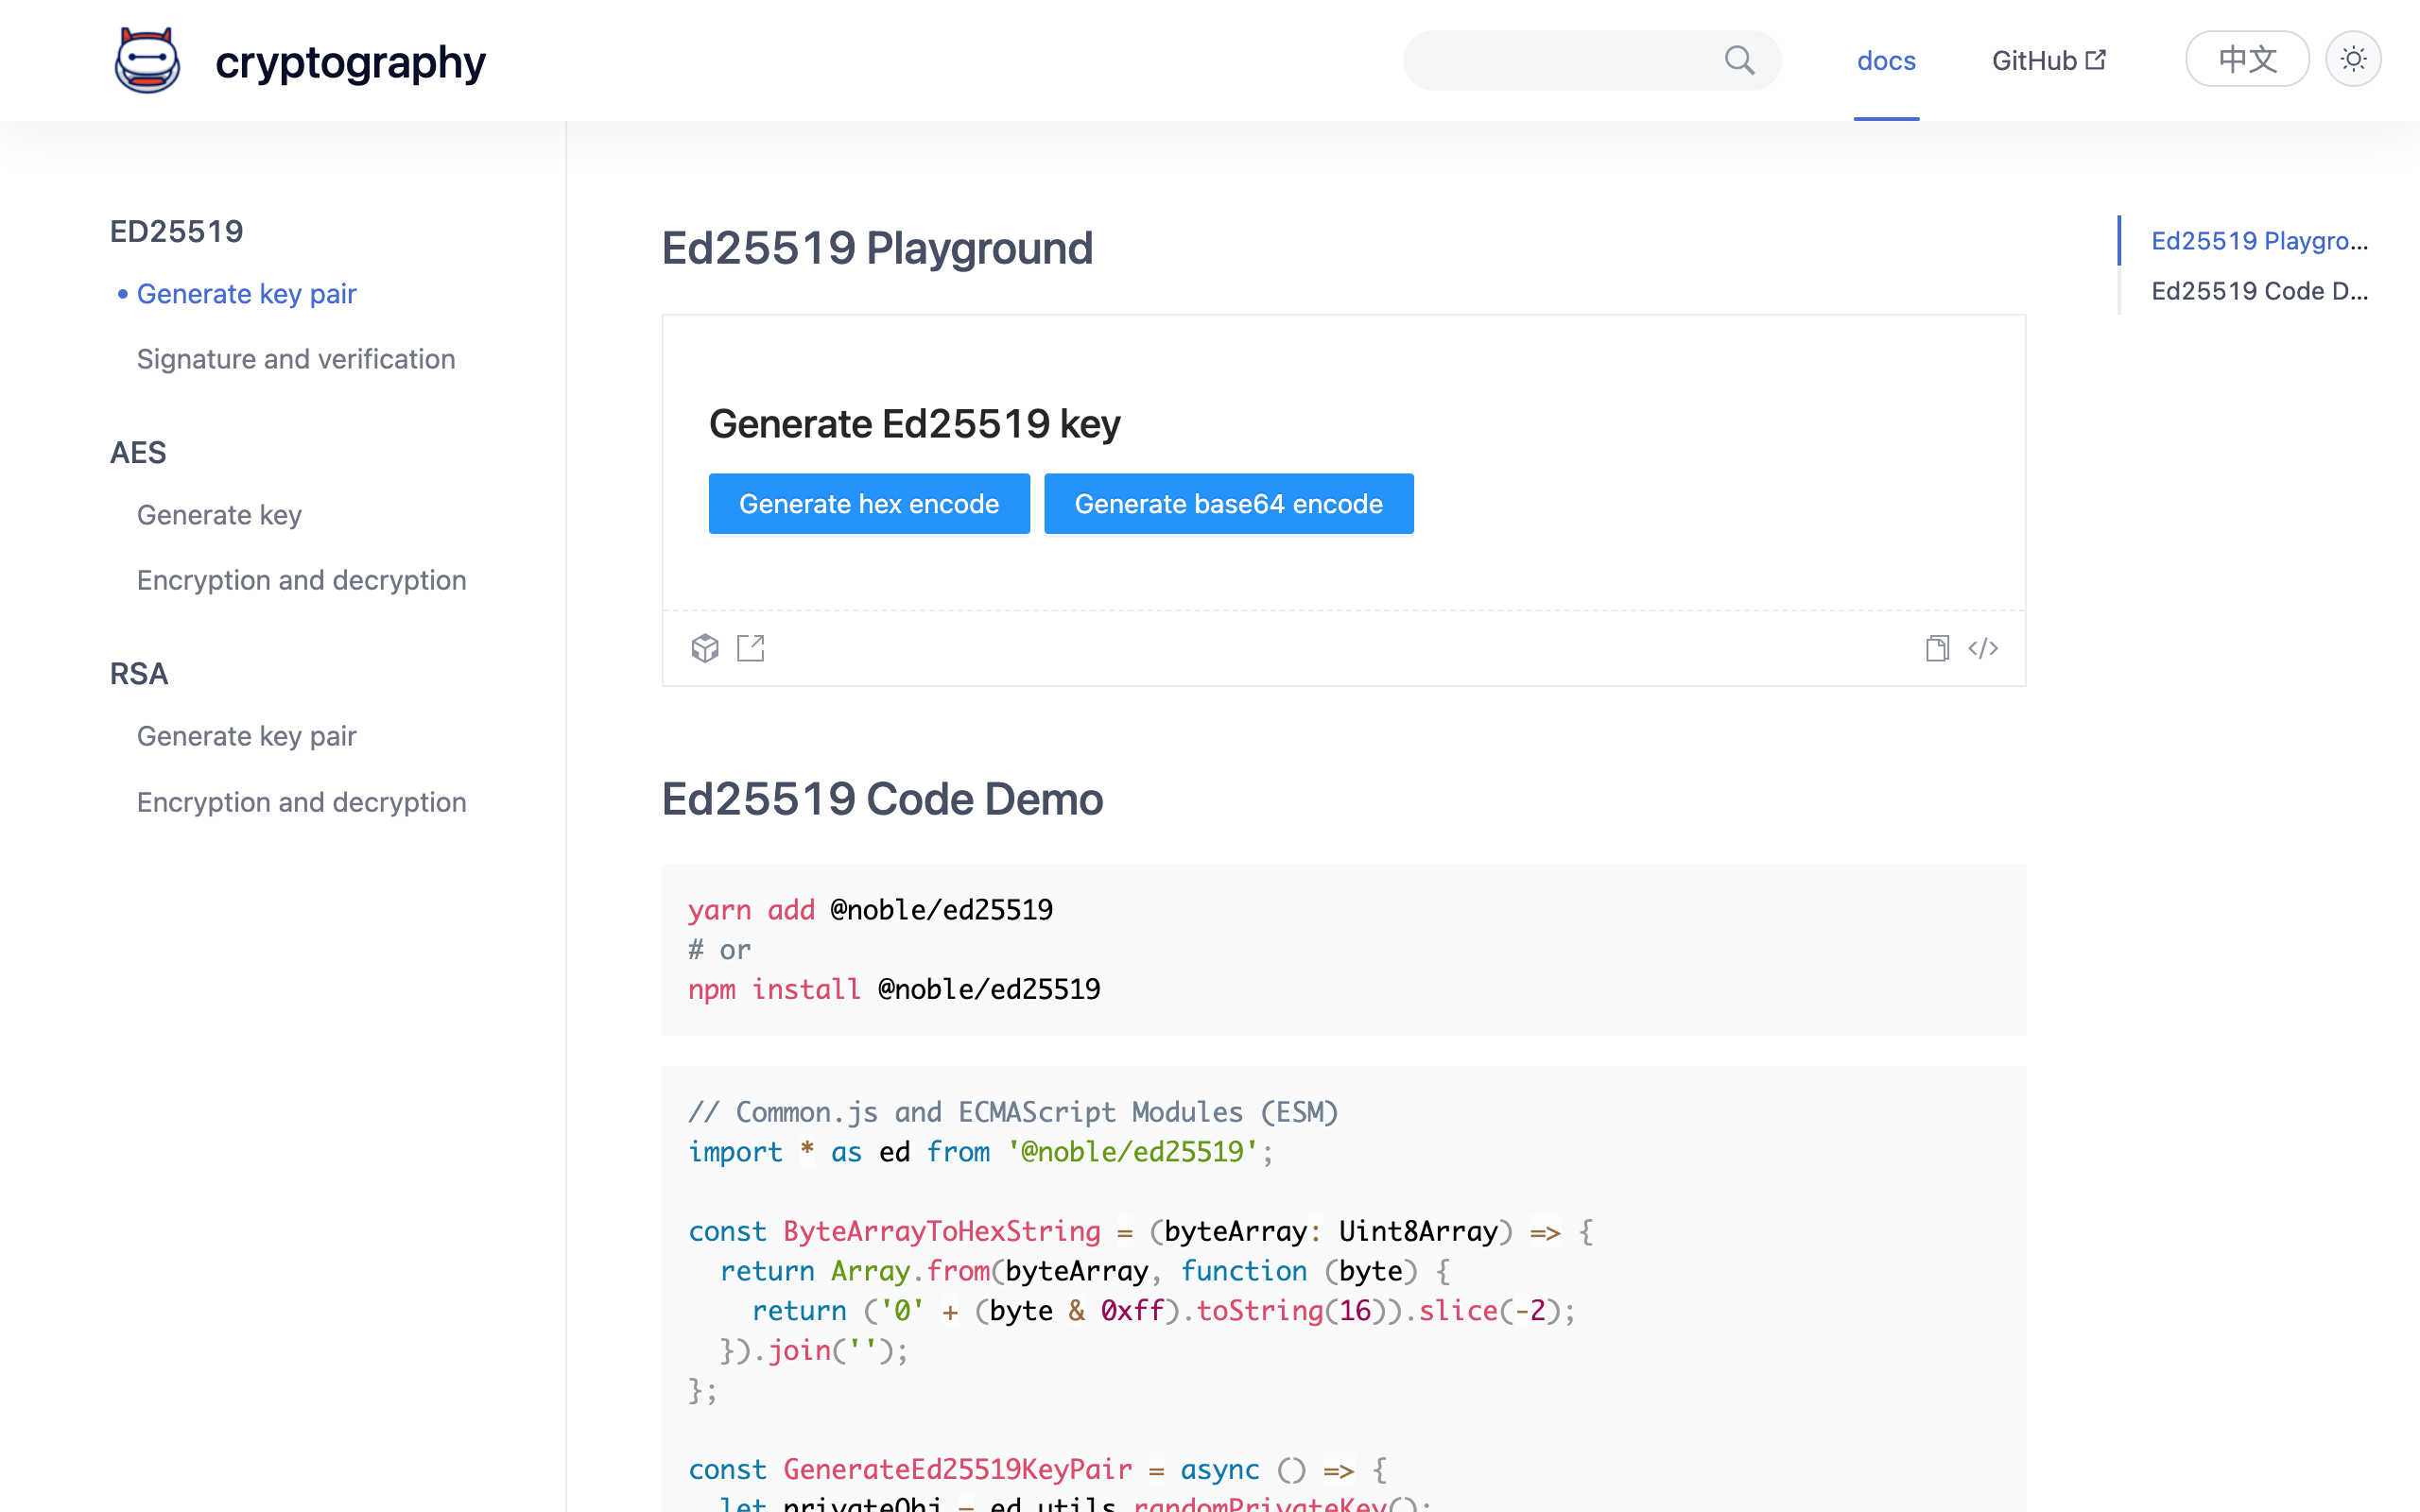 cryptography
docs
GitHub
中文
ED25519
Generate key pair
Signature and verification
AES
Generate key
Encryption and decryption
RSA
Generate key pair
Encryption and decryption
Ed25519 Playground
Generate Ed25519 key
Generate hex encode
Generate base64 encode
Ed25519 Code Demo
yarn add @noble/ed25519
# or
npm install @noble/ed25519
// Common.js and ECMAScript Modules (ESM)
import * as ed from '@noble/ed25519';
const ByteArrayToHexString = (byteArray: Uint8Array) => {
  return Array.from(byteArray, function (byte) {
    return ('0' + (byte & 0xff).toString(16)).slice(-2);
  }).join('');
};
const GenerateEd25519KeyPair = async () => {
  let privateObj = ed.utils.randomPrivateKey();
Ed25519 Playgro...
Ed25519 Code D...